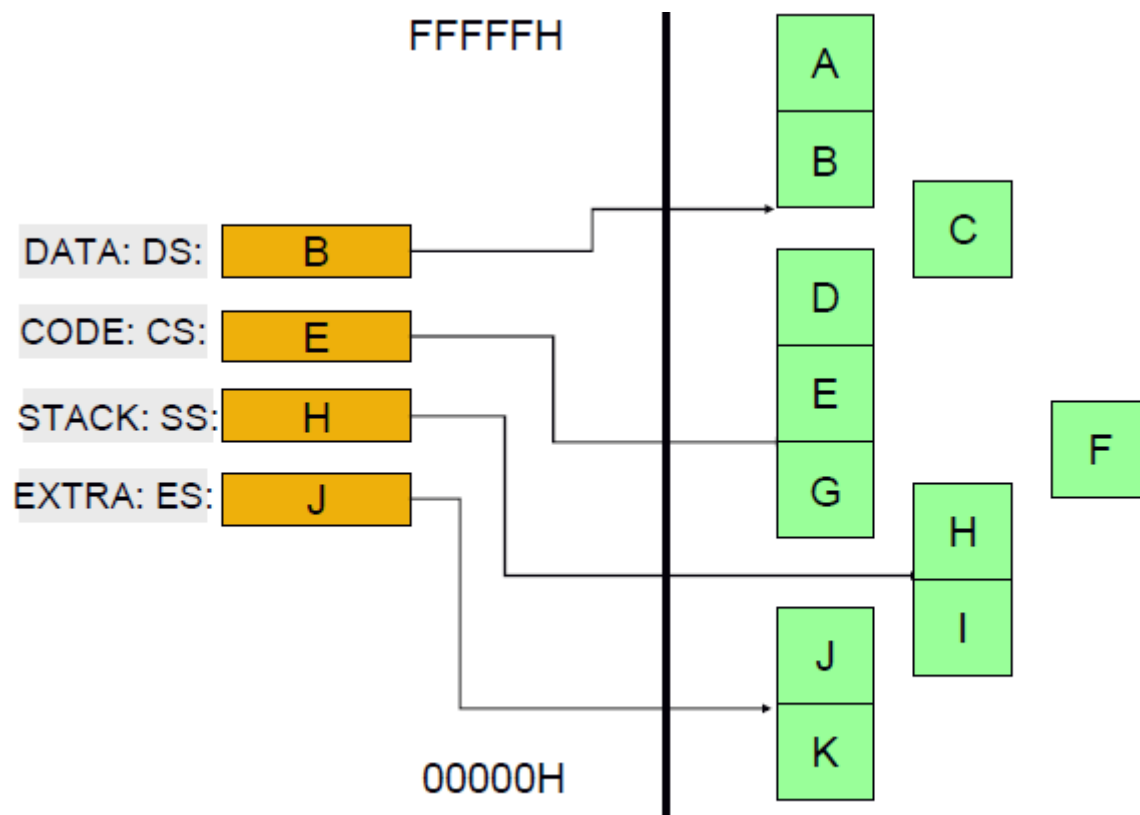 FFFFFH
A
B
C
DATA: DS: B
D
CODE: CS: E
E
STACK: SS: H
F
EXTRA: ES: J
G
H
I
J
K
00000H